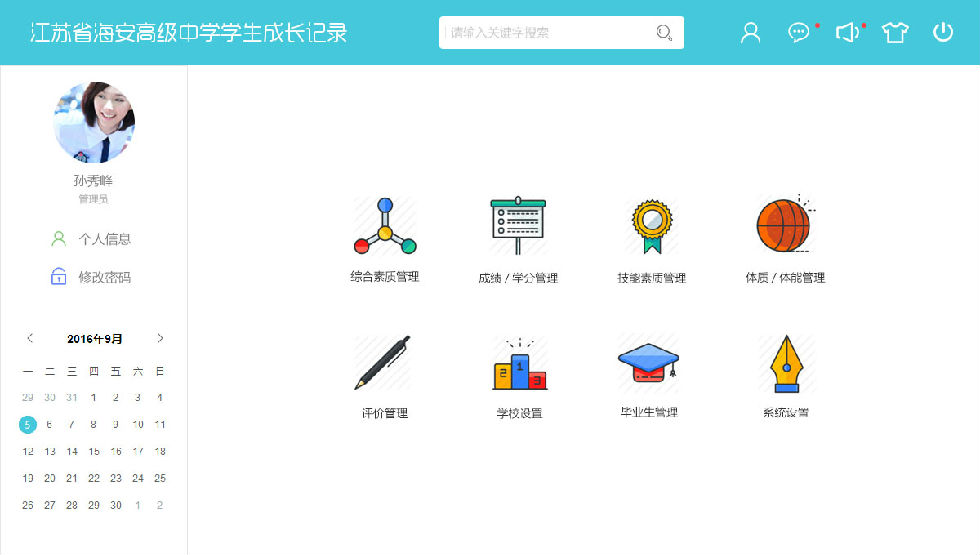 江苏省海安高级中学学生成长记录
请输入关键字搜索
孙秀峰
管理员
个人信息
修改密码
2016年9月
一 二 三 四 五 六 日
29 30 31 1 2 3 4
5 6 7 8 9 10 11
12 13 14 15 16 17 18
19 20 21 22 23 24 25
26 27 28 29 30 1 2
综合素质管理
成绩 / 学分管理
技能素质管理
体质 / 体能管理
2 1 3
评价管理
学校设置
毕业生管理
系统设置